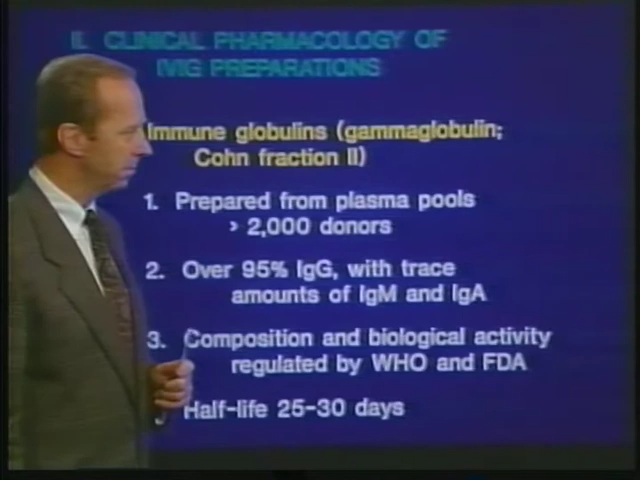 II. CLINICAL PHARMACOLOGY OF
IVIG PREPARATIONS
Immune globulins (gammaglobulin;
Cohn fraction II)
1. Prepared from plasma pools
> 2,000 donors
2. Over 95% IgG, with trace
amounts of IgM and IgA
3. Composition and biological activity
regulated by WHO and FDA
Half-life 25-30 days